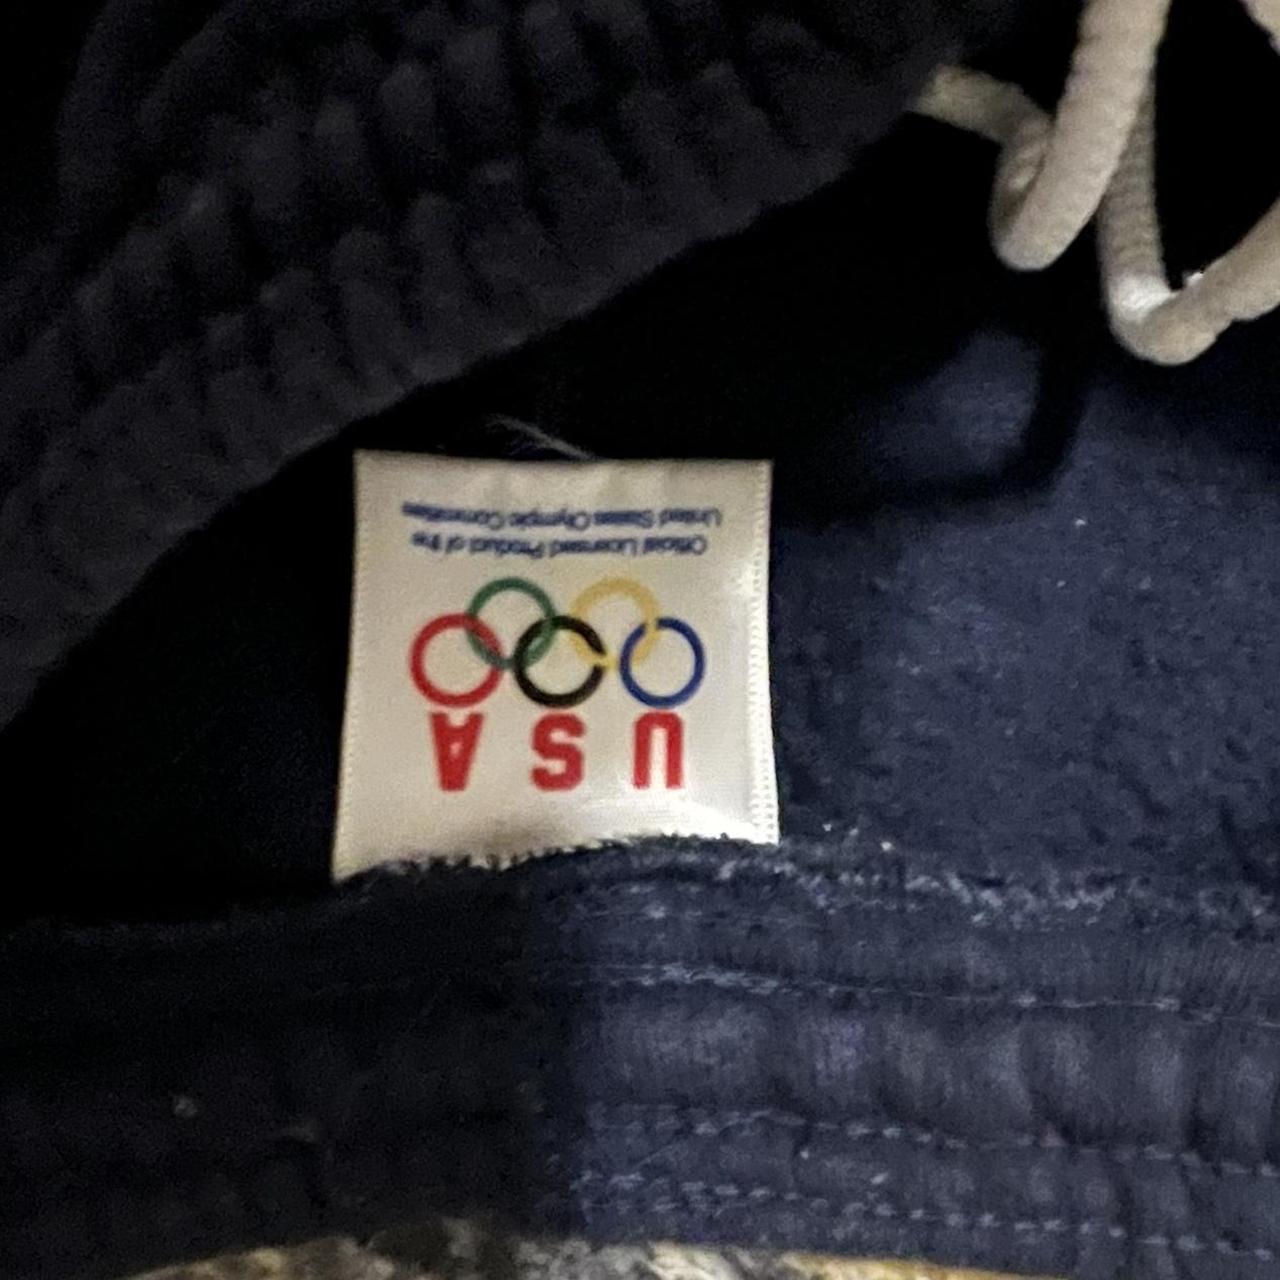 USA
Official Licensed Product of the
United States Olympic Committee